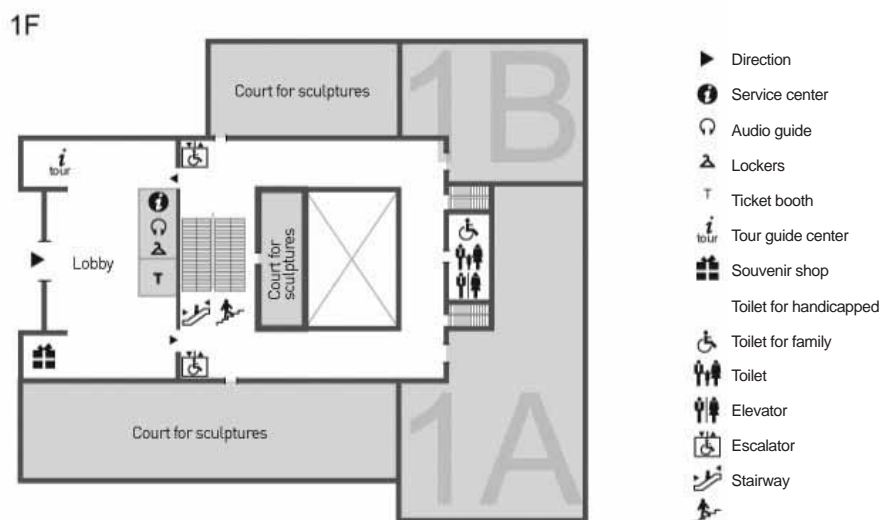 1F
Court for sculptures
1B
i
tour
i
Lobby
T
Court for
sculptures
Court for sculptures
1A
Direction
i
Service center
Audio guide
Lockers
T
Ticket booth
i
tour
Tour guide center
Souvenir shop
Toilet for handicapped
Toilet for family
Toilet
Elevator
Escalator
Stairway